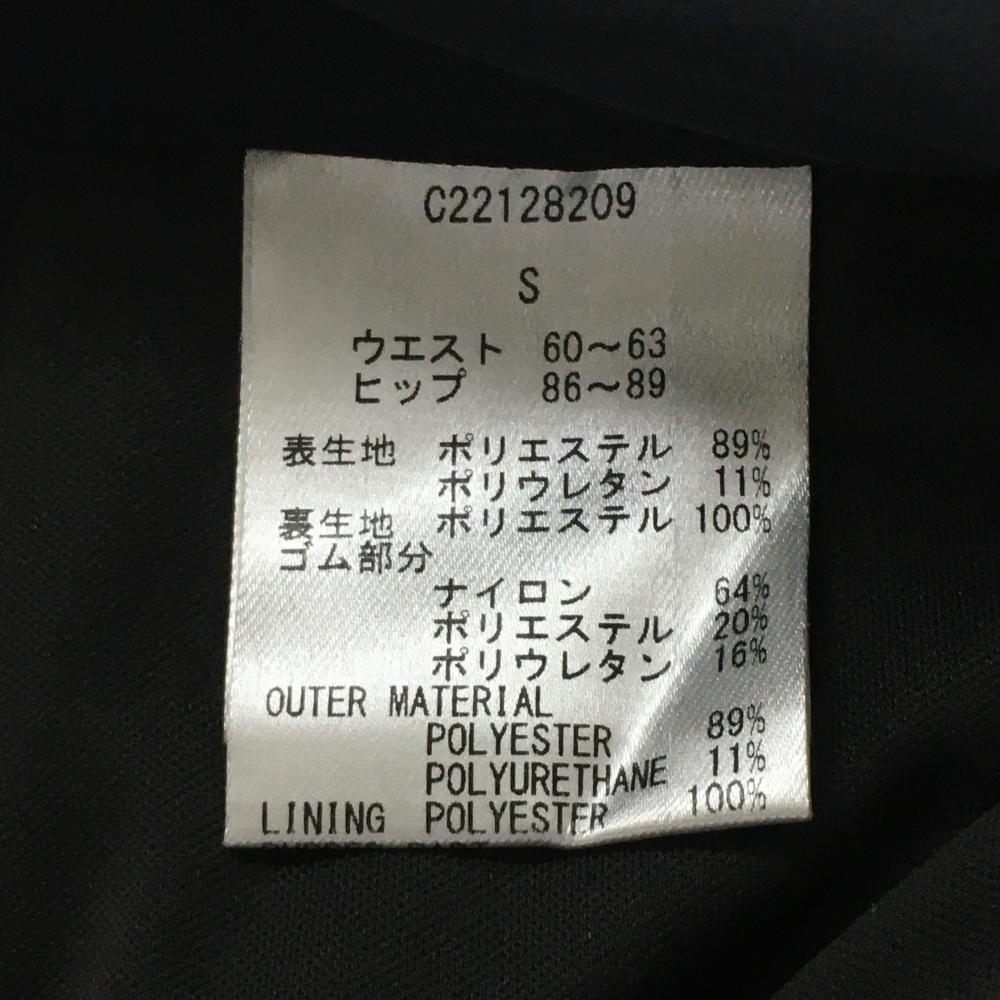 C22128209
S
ウエスト 60～63
ヒップ 86～89
表生地 ポリエステル 89%
ポリウレタン 11%
裏生地 ポリエステル 100%
ゴム部分
ナイロン 64%
ポリエステル 20%
ポリウレタン 16%
OUTER MATERIAL
POLYESTER 89%
POLYURETHANE 11%
LINING POLYESTER 100%